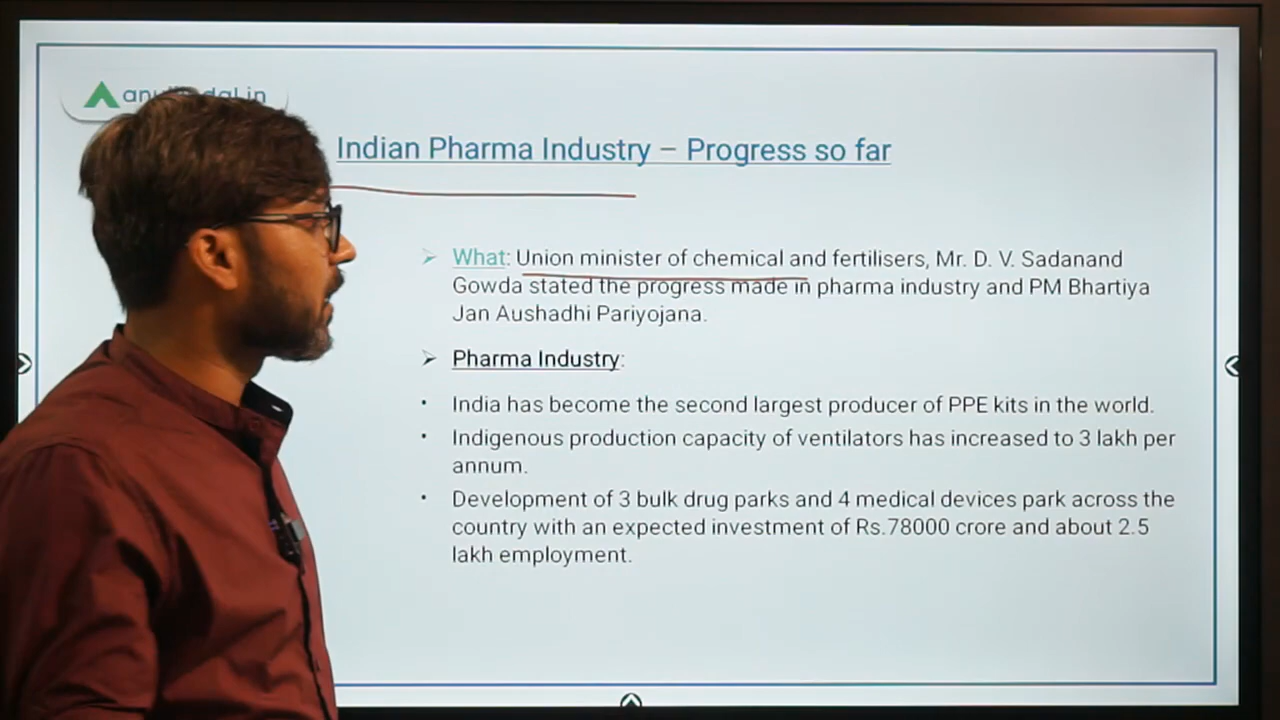 Indian Pharma Industry – Progress so far
What: Union minister of chemical and fertilisers, Mr. D. V. Sadanand
Gowda stated the progress made in pharma industry and PM Bhartiya
Jan Aushadhi Pariyojana.
Pharma Industry:
• India has become the second largest producer of PPE kits in the world.
• Indigenous production capacity of ventilators has increased to 3 lakh per
annum.
• Development of 3 bulk drug parks and 4 medical devices park across the
country with an expected investment of Rs.78000 crore and about 2.5
lakh employment.